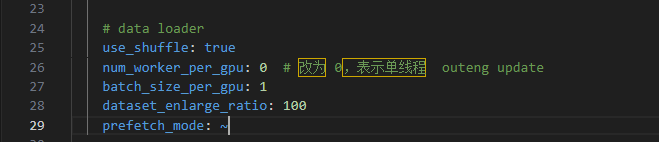 23
24 # data loader
25 use_shuffle: true
26 num_worker_per_gpu: 0 # 改为 0，表示单线程 outeng update
27 batch_size_per_gpu: 1
28 dataset_enlarge_ratio: 100
29 prefetch_mode: ~